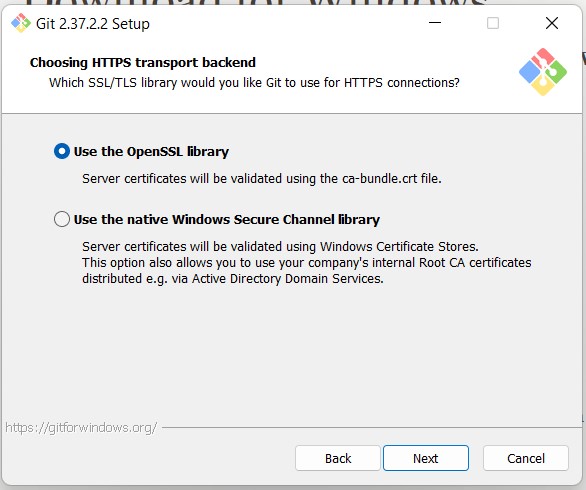 Download for Windows
Git 2.37.2.2 Setup
Choosing HTTPS transport backend
Which SSL/TLS library would you like Git to use for HTTPS connections?
Use the OpenSSL library
Server certificates will be validated using the ca-bundle.crt file.
Use the native Windows Secure Channel library
Server certificates will be validated using Windows Certificate Stores.
This option also allows you to use your company's internal Root CA certificates
distributed e.g. via Active Directory Domain Services.
https://gitforwindows.org/
Back
Next
Cancel